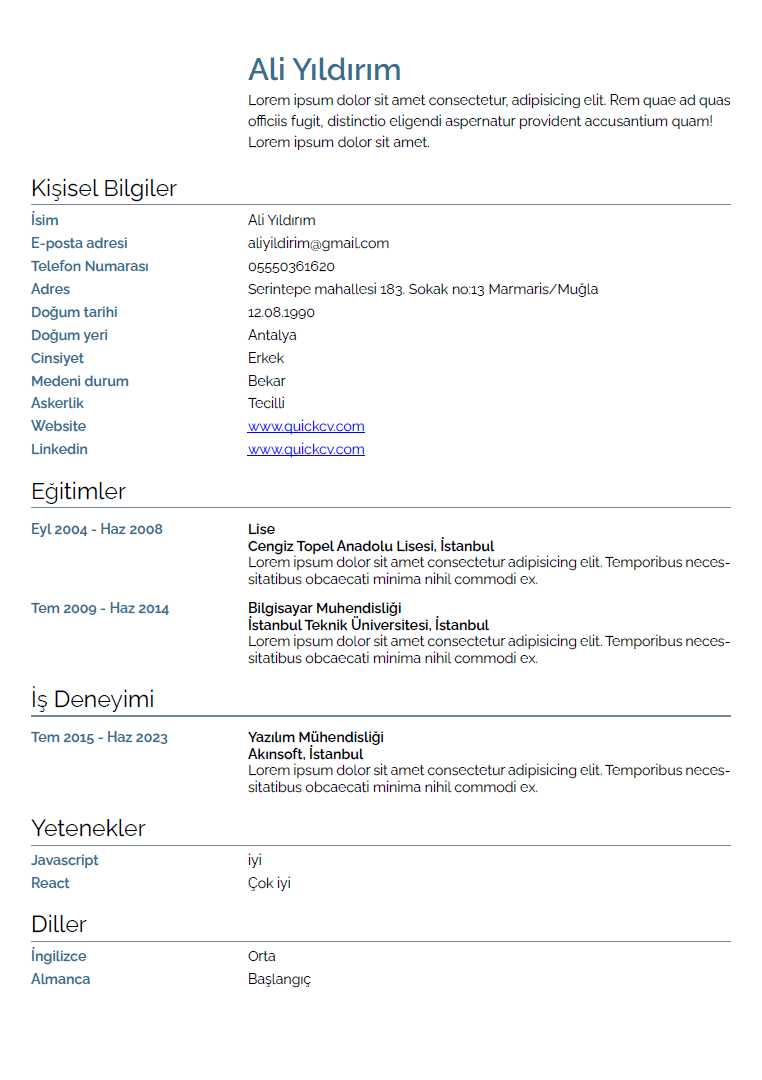 Ali Yıldırım
Lorem ipsum dolor sit amet consectetur, adipisicing elit. Rem quae ad quas
officiis fugit, distinctio eligendi aspernatur provident accusantium quam!
Lorem ipsum dolor sit amet.
Kişisel Bilgiler
İsim Ali Yıldırım
E-posta adresi aliyildirim@gmail.com
Telefon Numarası 05550361620
Adres Serintepe mahallesi 183. Sokak no:13 Marmaris/Muğla
Doğum tarihi 12.08.1990
Doğum yeri Antalya
Cinsiyet Erkek
Medeni durum Bekar
Askerlik Tecilli
Website www.quickcv.com
Linkedin www.quickcv.com
Eğitimler
Eyl 2004 - Haz 2008 Lise
Cengiz Topel Anadolu Lisesi, İstanbul
Lorem ipsum dolor sit amet consectetur adipisicing elit. Temporibus neces-
sitatibus obcaecati minima nihil commodi ex.
Tem 2009 - Haz 2014 Bilgisayar Muhendisliği
İstanbul Teknik Üniversitesi, İstanbul
Lorem ipsum dolor sit amet consectetur adipisicing elit. Temporibus neces-
sitatibus obcaecati minima nihil commodi ex.
İş Deneyimi
Tem 2015 - Haz 2023 Yazılım Mühendisliği
Akınsoft, İstanbul
Lorem ipsum dolor sit amet consectetur adipisicing elit. Temporibus neces-
sitatibus obcaecati minima nihil commodi ex.
Yetenekler
Javascript iyi
React Çok iyi
Diller
İngilizce Orta
Almanca Başlangıç